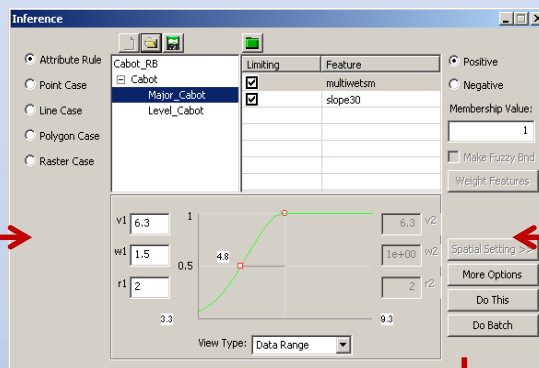 Inference
Attribute Rule
Point Case
Line Case
Polygon Case
Raster Case
Cabot_RB
Cabot
Major_Cabot
Level_Cabot
Limiting Feature
multiwetsm
slope30
Positive
Negative
Membership Value:
1
Make Fuzzy Bnd
Weight Features
Spatial Setting >>
More Options
Do This
Do Batch
v1 6.3
w1 1.5
r1 2
1
0.5
4.8
3.3
9.3
6.3 v2
1e+00 w2
2 r2
View Type: Data Range